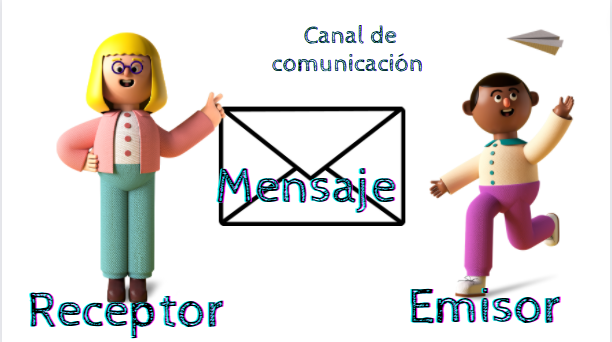 Canal de
comunicación
Mensaje
Receptor
Emisor